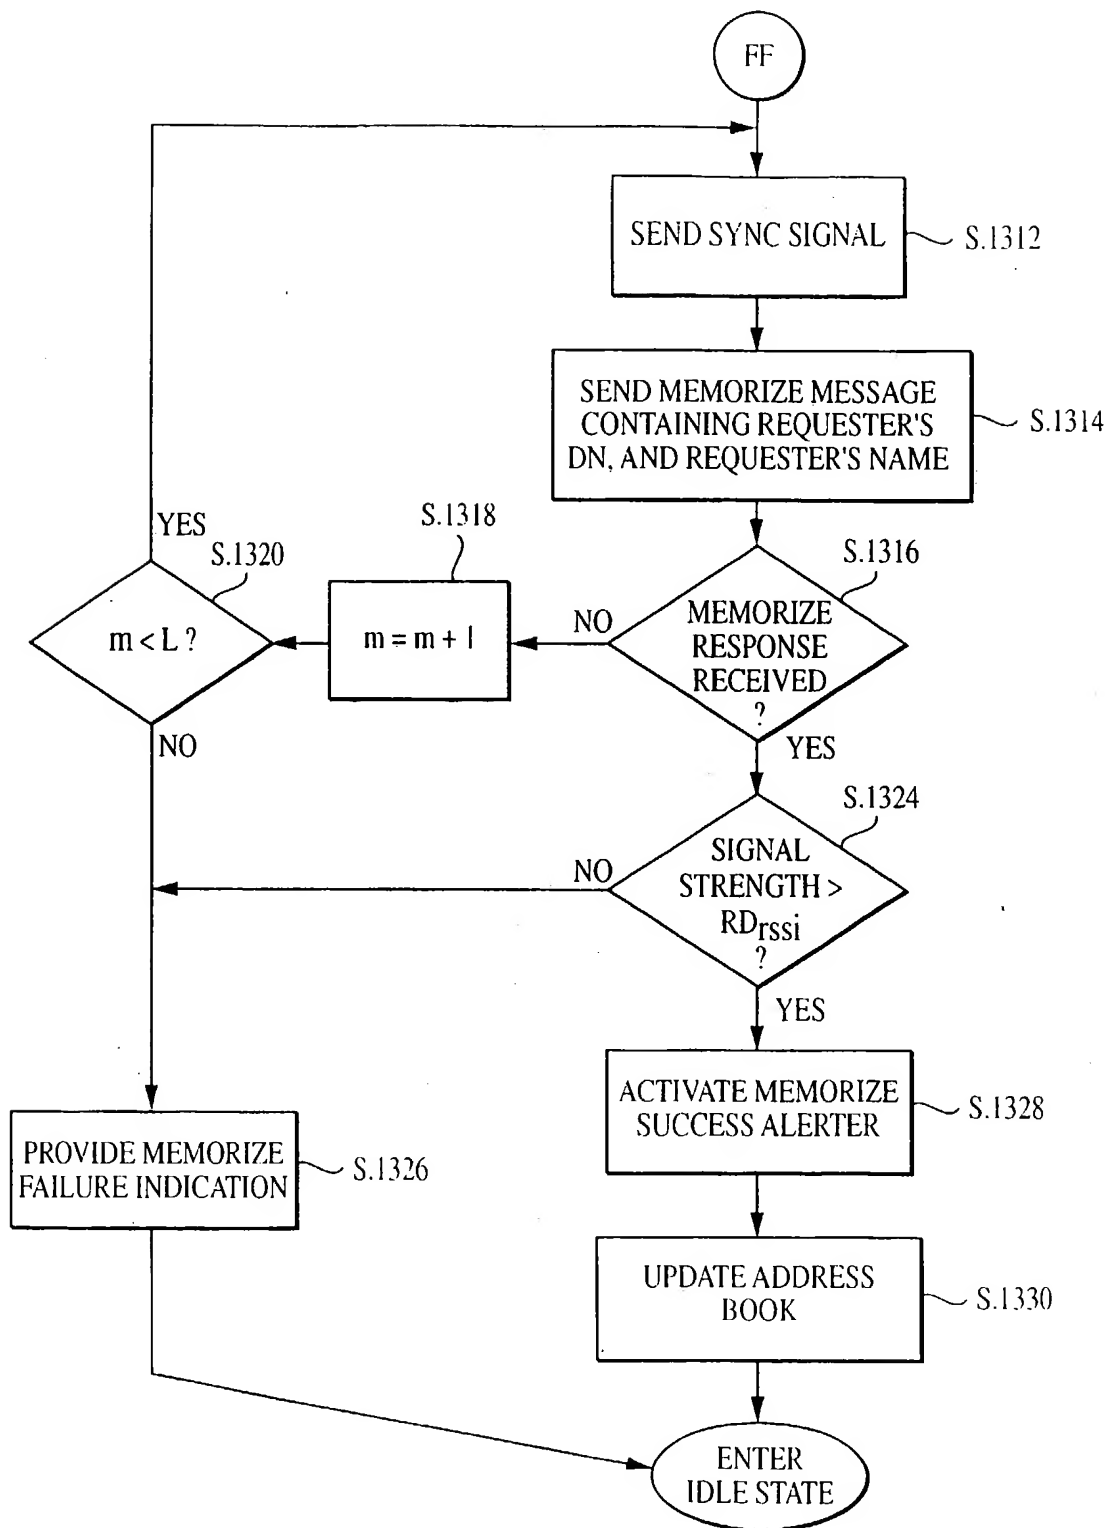 FF
SEND SYNC SIGNAL
S.1312
SEND MEMORIZE MESSAGE
CONTAINING REQUESTER'S
DN, AND REQUESTER'S NAME
S.1314
MEMORIZE
RESPONSE
RECEIVED
?
S.1316
NO
YES
m = m + 1
S.1318
m < L ?
S.1320
YES
NO
SIGNAL
STRENGTH >
RDrssi
?
S.1324
NO
YES
PROVIDE MEMORIZE
FAILURE INDICATION
S.1326
ACTIVATE MEMORIZE
SUCCESS ALERTER
S.1328
UPDATE ADDRESS
BOOK
S.1330
ENTER
IDLE STATE